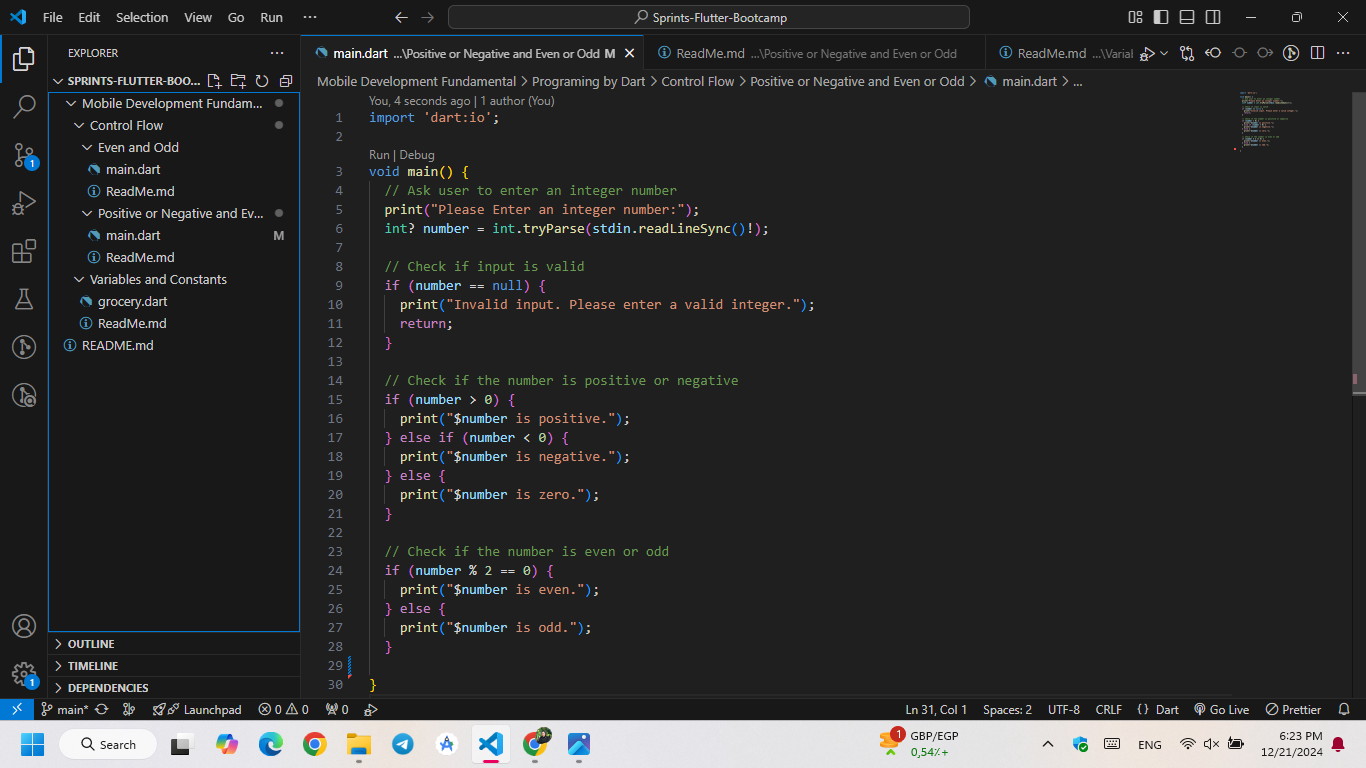 File Edit Selection View Go Run ··· Sprints-Flutter-Bootcamp
EXPLORER ···
SPRINTS-FLUTTER-BOO...
Mobile Development Fundam...
Control Flow
Even and Odd
main.dart
ReadMe.md
Positive or Negative and Ev...
main.dart M
ReadMe.md
Variables and Constants
grocery.dart
ReadMe.md
README.md
OUTLINE
TIMELINE
DEPENDENCIES
1
1
main.dart ...\Positive or Negative and Even or Odd M
ReadMe.md ...\Positive or Negative and Even or Odd
ReadMe.md ...\Varial
Mobile Development Fundamental > Programing by Dart > Control Flow > Positive or Negative and Even or Odd > main.dart > ...
You, 4 seconds ago | 1 author (You)
1 import 'dart:io';
2
Run | Debug
3 void main() {
4 // Ask user to enter an integer number
5 print("Please Enter an integer number:");
6 int? number = int.tryParse(stdin.readLineSync()!);
7
8 // Check if input is valid
9 if (number == null) {
10 print("Invalid input. Please enter a valid integer.");
11 return;
12 }
13
14 // Check if the number is positive or negative
15 if (number > 0) {
16 print("$number is positive.");
17 } else if (number < 0) {
18 print("$number is negative.");
19 } else {
20 print("$number is zero.");
21 }
22
23 // Check if the number is even or odd
24 if (number % 2 == 0) {
25 print("$number is even.");
26 } else {
27 print("$number is odd.");
28 }
29
30 }
main* Launchpad 0 0 0 Ln 31, Col 1 Spaces: 2 UTF-8 CRLF {} Dart Go Live Prettier
Search
1 GBP/EGP
0,54٪+
ENG
6:23 PM
12/21/2024